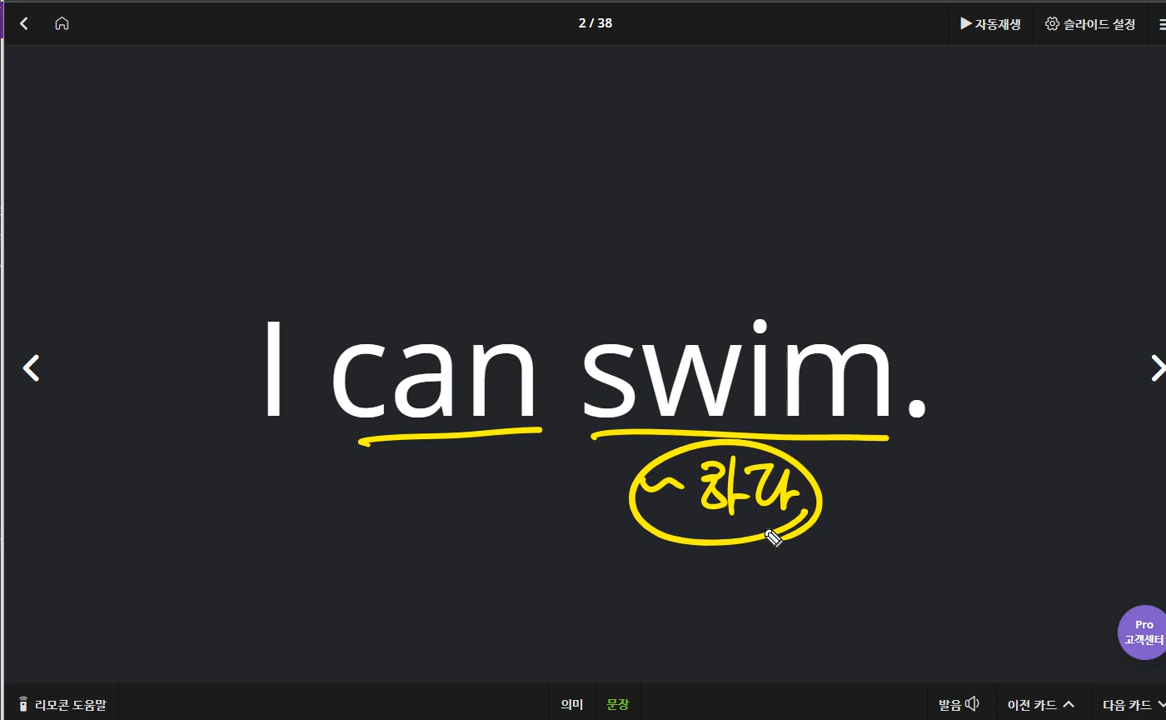 2 / 38
자동재생
슬라이드 설정
I can swim.
~하다
Pro
고객센터
리모콘 도움말
의미
문장
발음
이전 카드
다음 카드